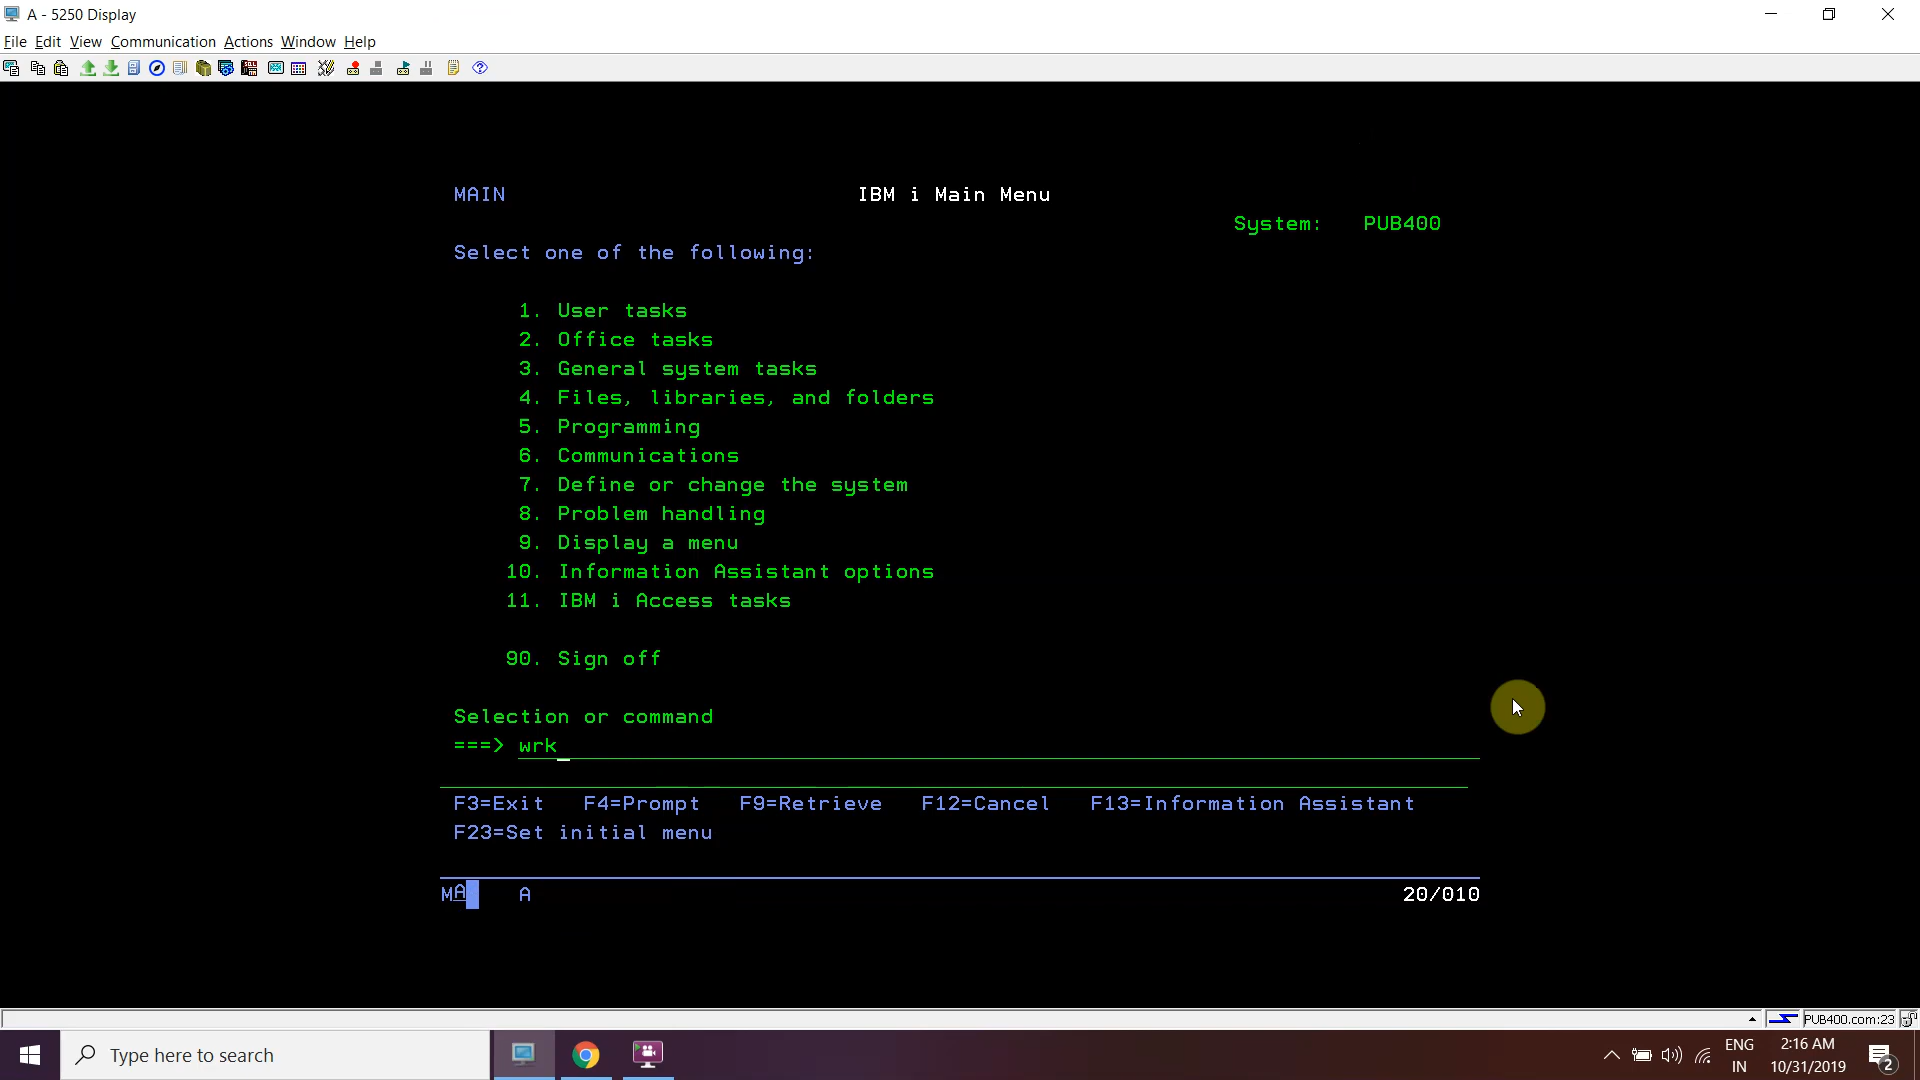 A - 5250 Display
File Edit View Communication Actions Window Help
MAIN IBM i Main Menu
System: PUB400
Select one of the following:
1. User tasks
2. Office tasks
3. General system tasks
4. Files, libraries, and folders
5. Programming
6. Communications
7. Define or change the system
8. Problem handling
9. Display a menu
10. Information Assistant options
11. IBM i Access tasks
90. Sign off
Selection or command
===> wrk_
F3=Exit F4=Prompt F9=Retrieve F12=Cancel F13=Information Assistant
F23=Set initial menu
MA A 20/010
PUB400.com:23
Type here to search
ENG
IN
2:16 AM
10/31/2019
2